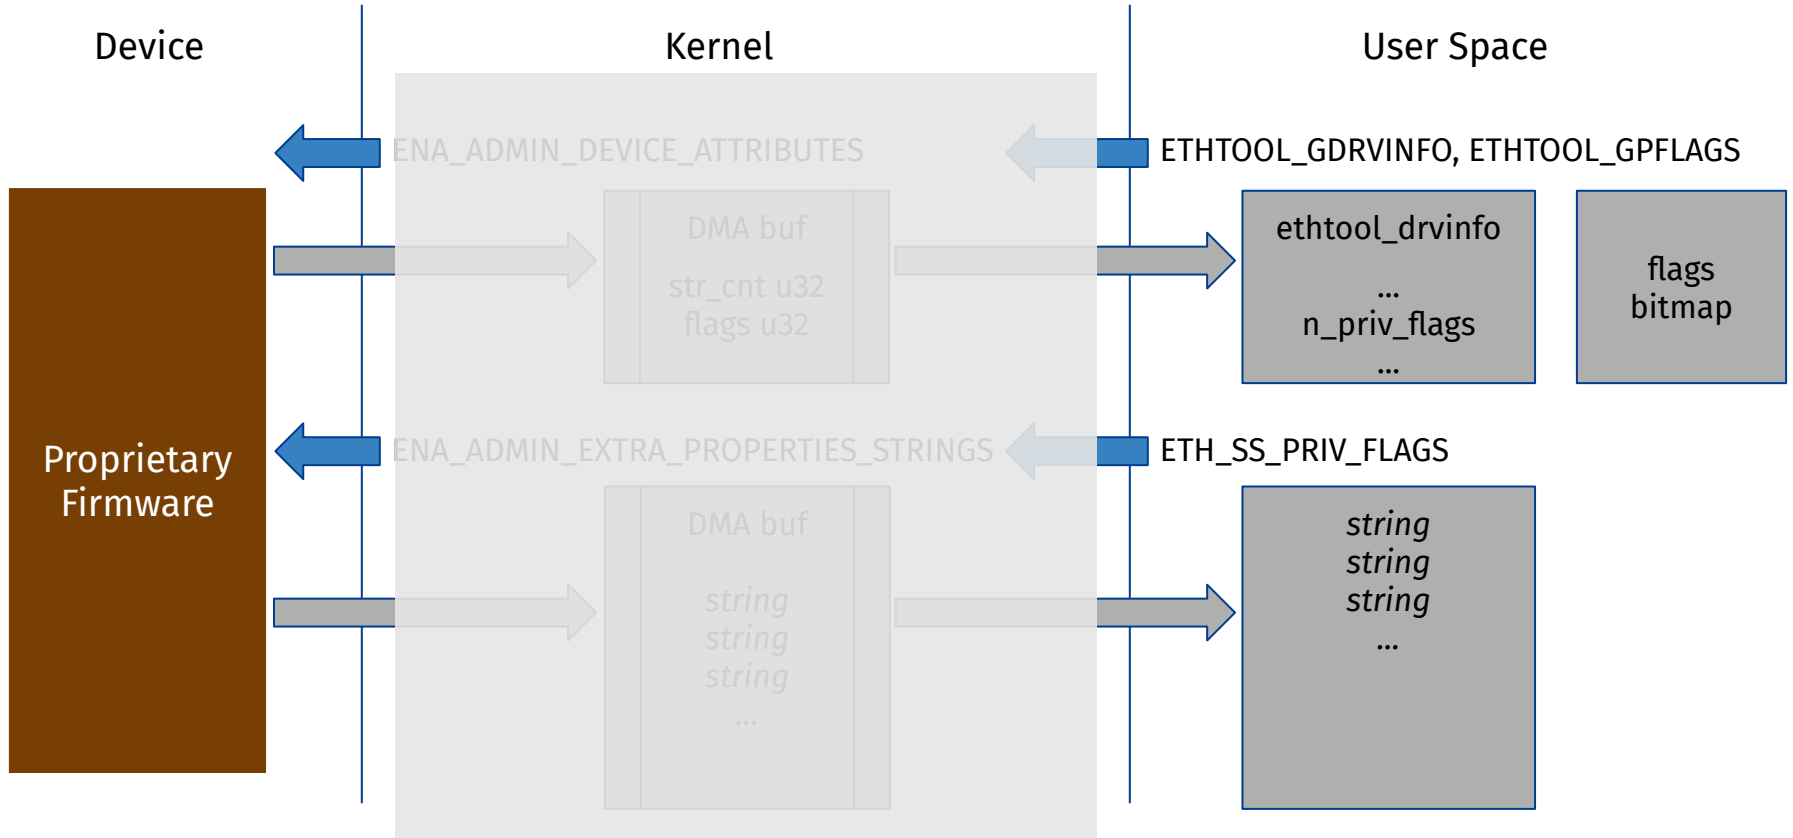 Device
Kernel
User Space
ENA_ADMIN_DEVICE_ATTRIBUTES
ETHTOOL_GDRVINFO, ETHTOOL_GPFLAGS
DMA buf
str_cnt u32
flags u32
ethtool_drvinfo
...
n_priv_flags
...
flags
bitmap
Proprietary
Firmware
ENA_ADMIN_EXTRA_PROPERTIES_STRINGS
ETH_SS_PRIV_FLAGS
DMA buf
string
string
string
...
string
string
string
...